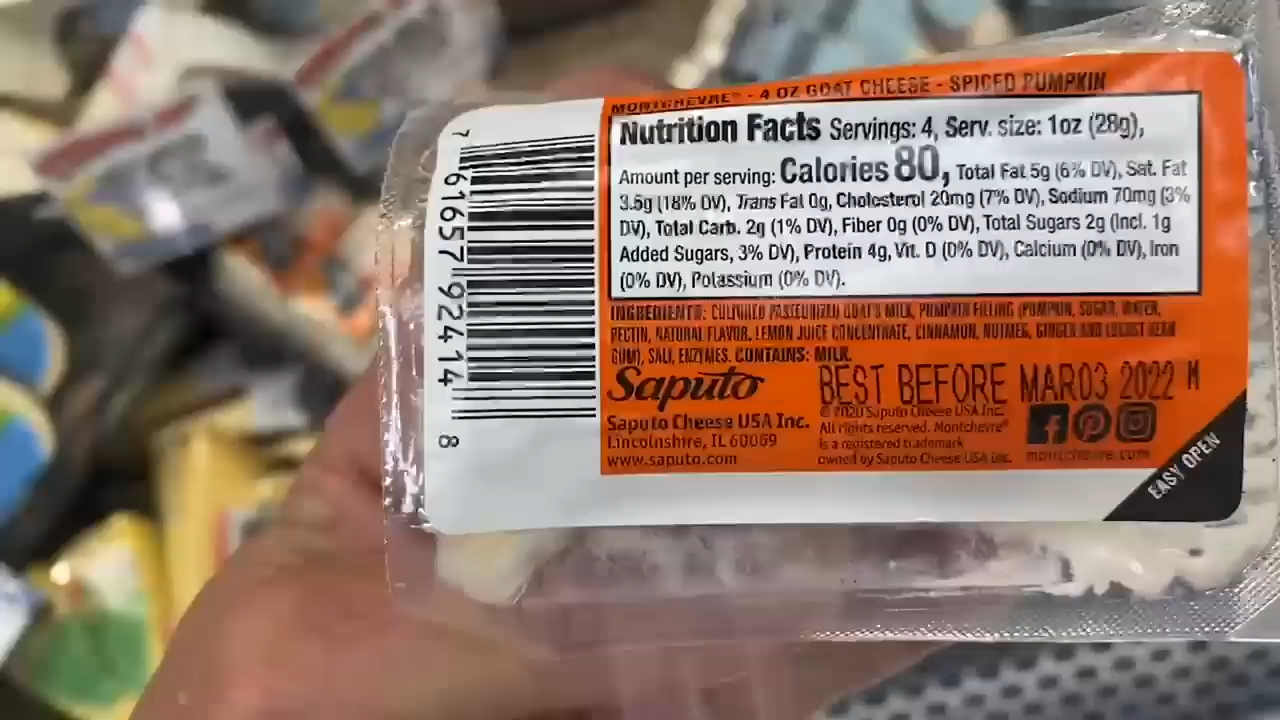 MONTCHEVRE® - 4 OZ GOAT CHEESE - SPICED PUMPKIN
Nutrition Facts Servings: 4, Serv. size: 1oz (28g),
Amount per serving: Calories 80, Total Fat 5g (6% DV), Sat. Fat
3.5g (18% DV), Trans Fat 0g, Cholesterol 20mg (7% DV), Sodium 70mg (3%
DV), Total Carb. 2g (1% DV), Fiber 0g (0% DV), Total Sugars 2g (Incl. 1g
Added Sugars, 3% DV), Protein 4g, Vit. D (0% DV), Calcium (0% DV), Iron
(0% DV), Potassium (0% DV).
INGREDIENTS: CULTURED PASTEURIZED GOAT'S MILK, PUMPKIN FILLING (PUMPKIN, SUGAR, WATER,
PECTIN, NATURAL FLAVOR, LEMON JUICE CONCENTRATE, CINNAMON, NUTMEG, GINGER AND LOCUST BEAN
GUM), SALT, ENZYMES. CONTAINS: MILK.
Saputo
Saputo Cheese USA Inc.
Lincolnshire, IL 60069
www.saputo.com
BEST BEFORE MAR03 2022 M
© 2020 Saputo Cheese USA Inc.
All rights reserved. Montchevre®
is a registered trademark
owned by Saputo Cheese USA Inc.
montchevre.com
EASY OPEN
7 61657 92414 8